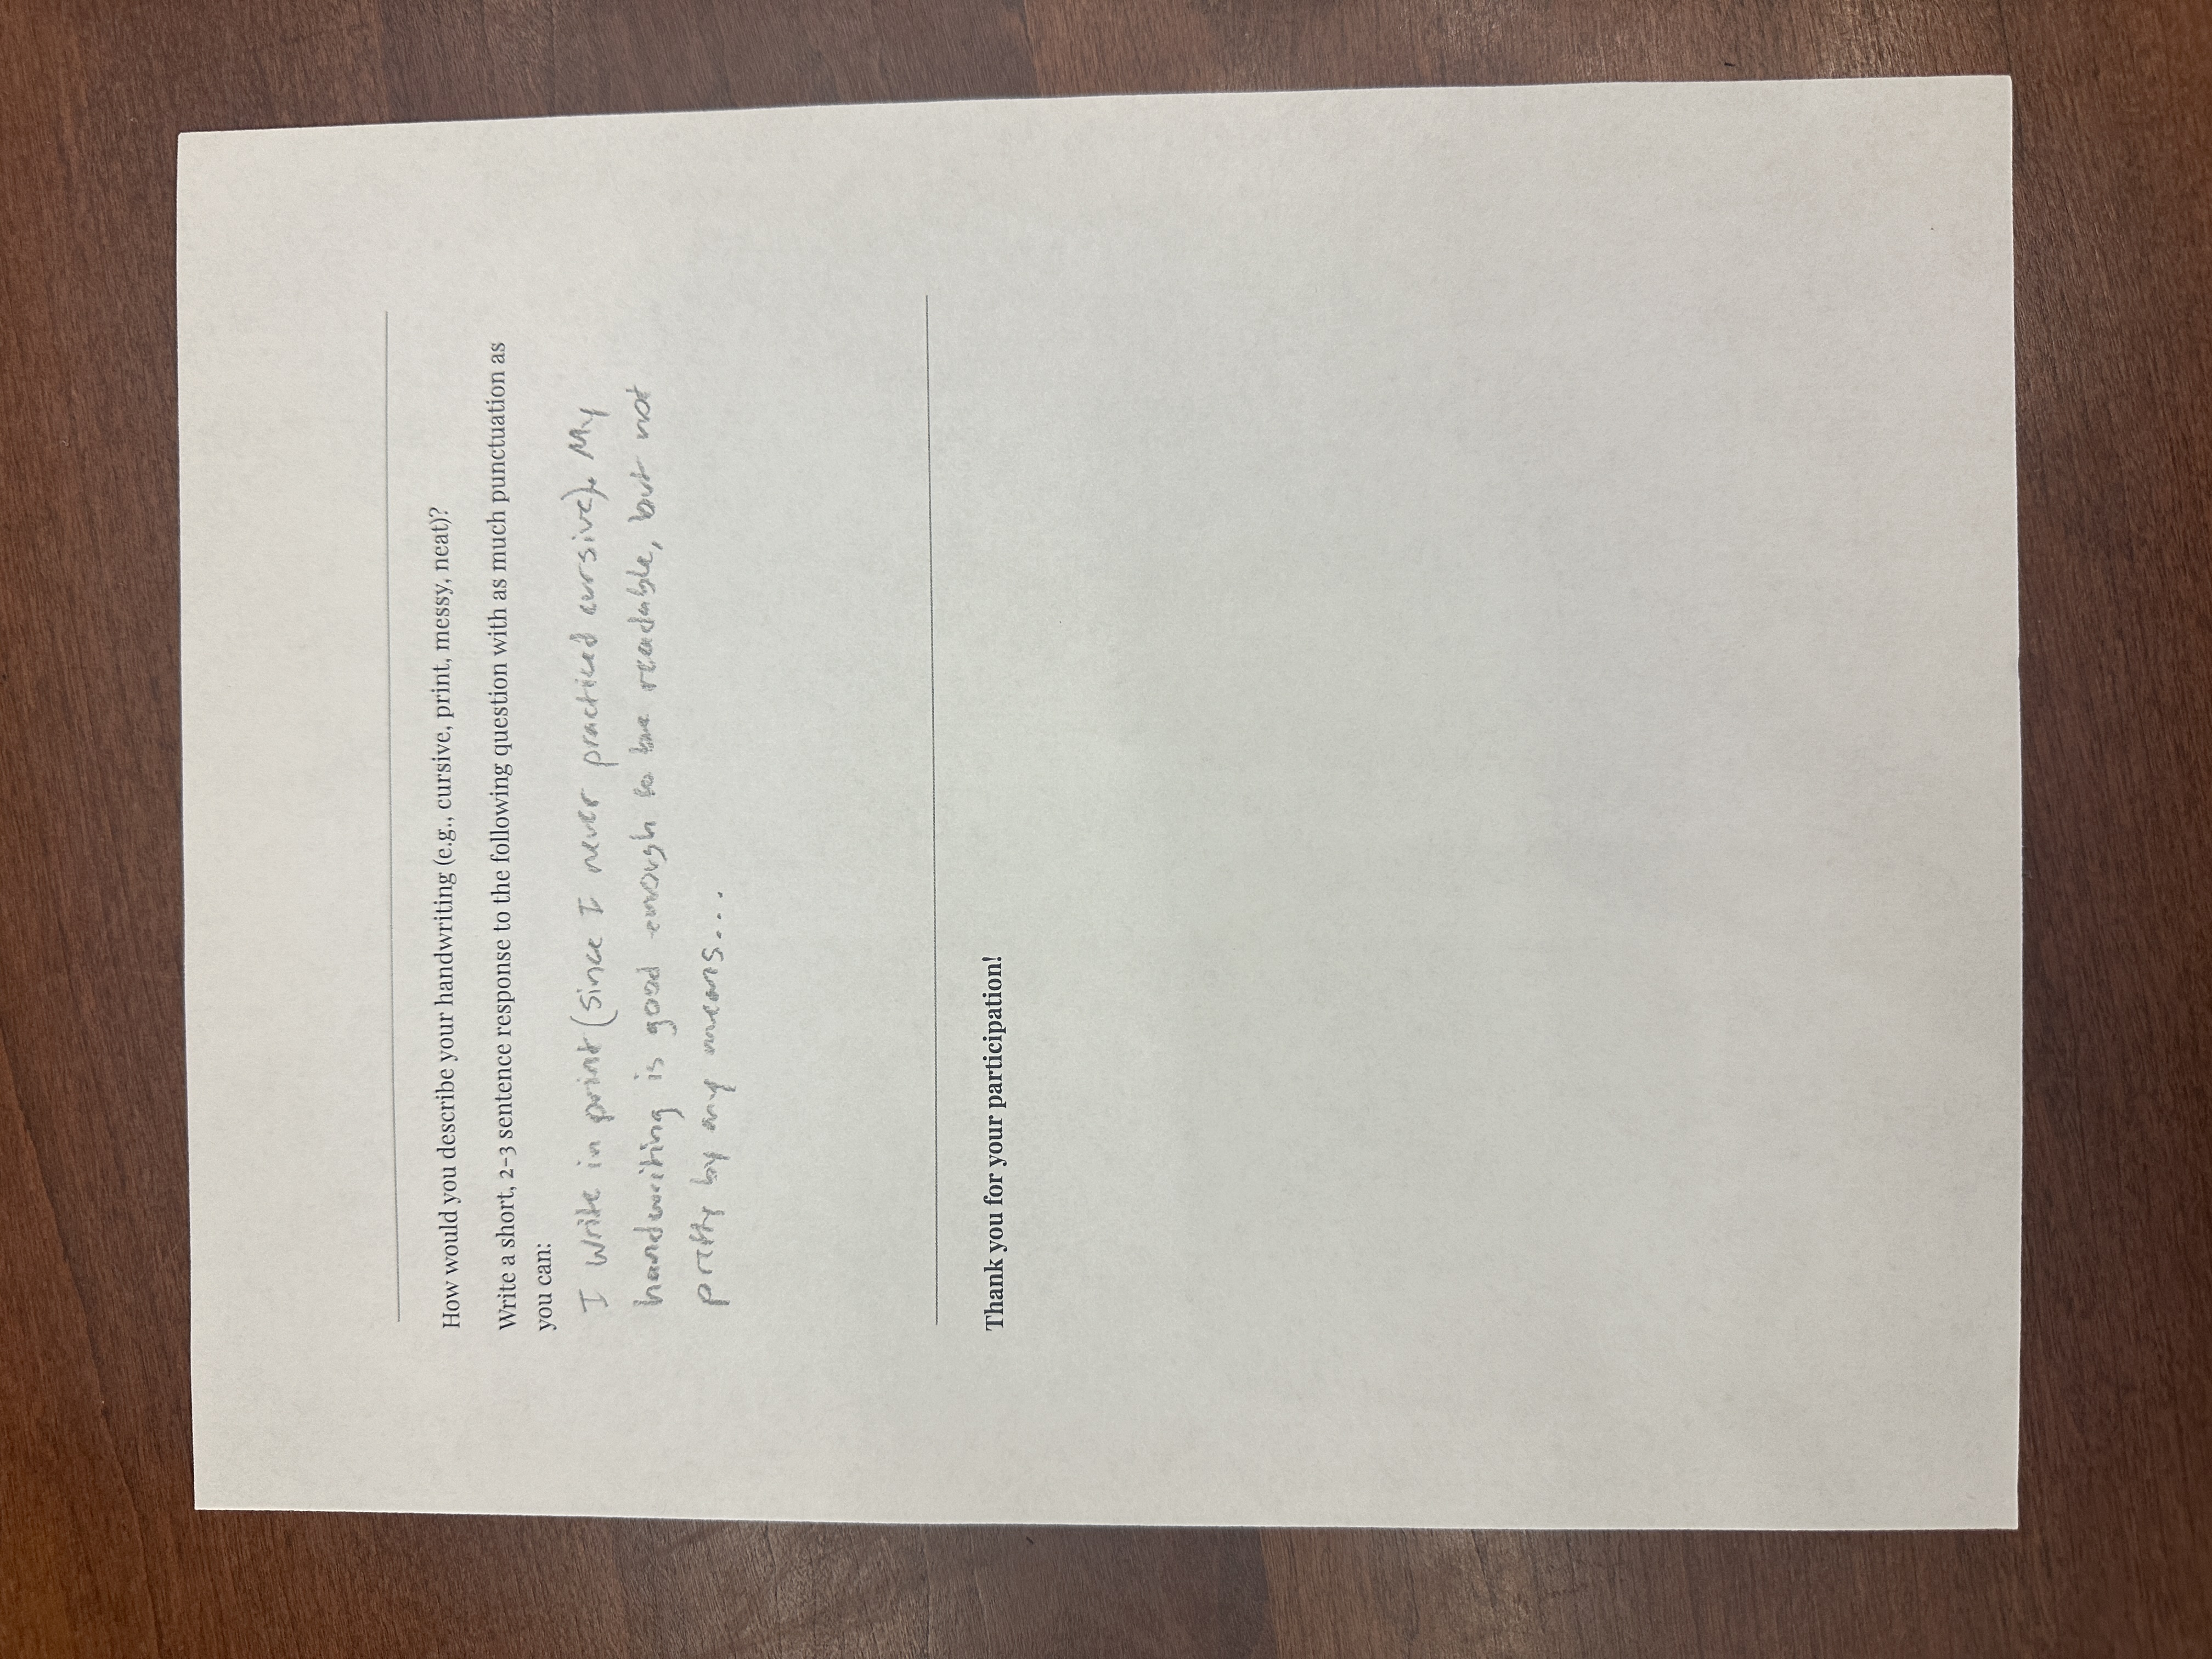 How would you describe your handwriting (e.g., cursive, print, messy, neat)?
Write a short, 2-3 sentence response to the following question with as much punctuation as
you can:
I write in print (since I never practiced cursive). My
handwriting is good enough to be readable, but not
pretty by any means...
Thank you for your participation!